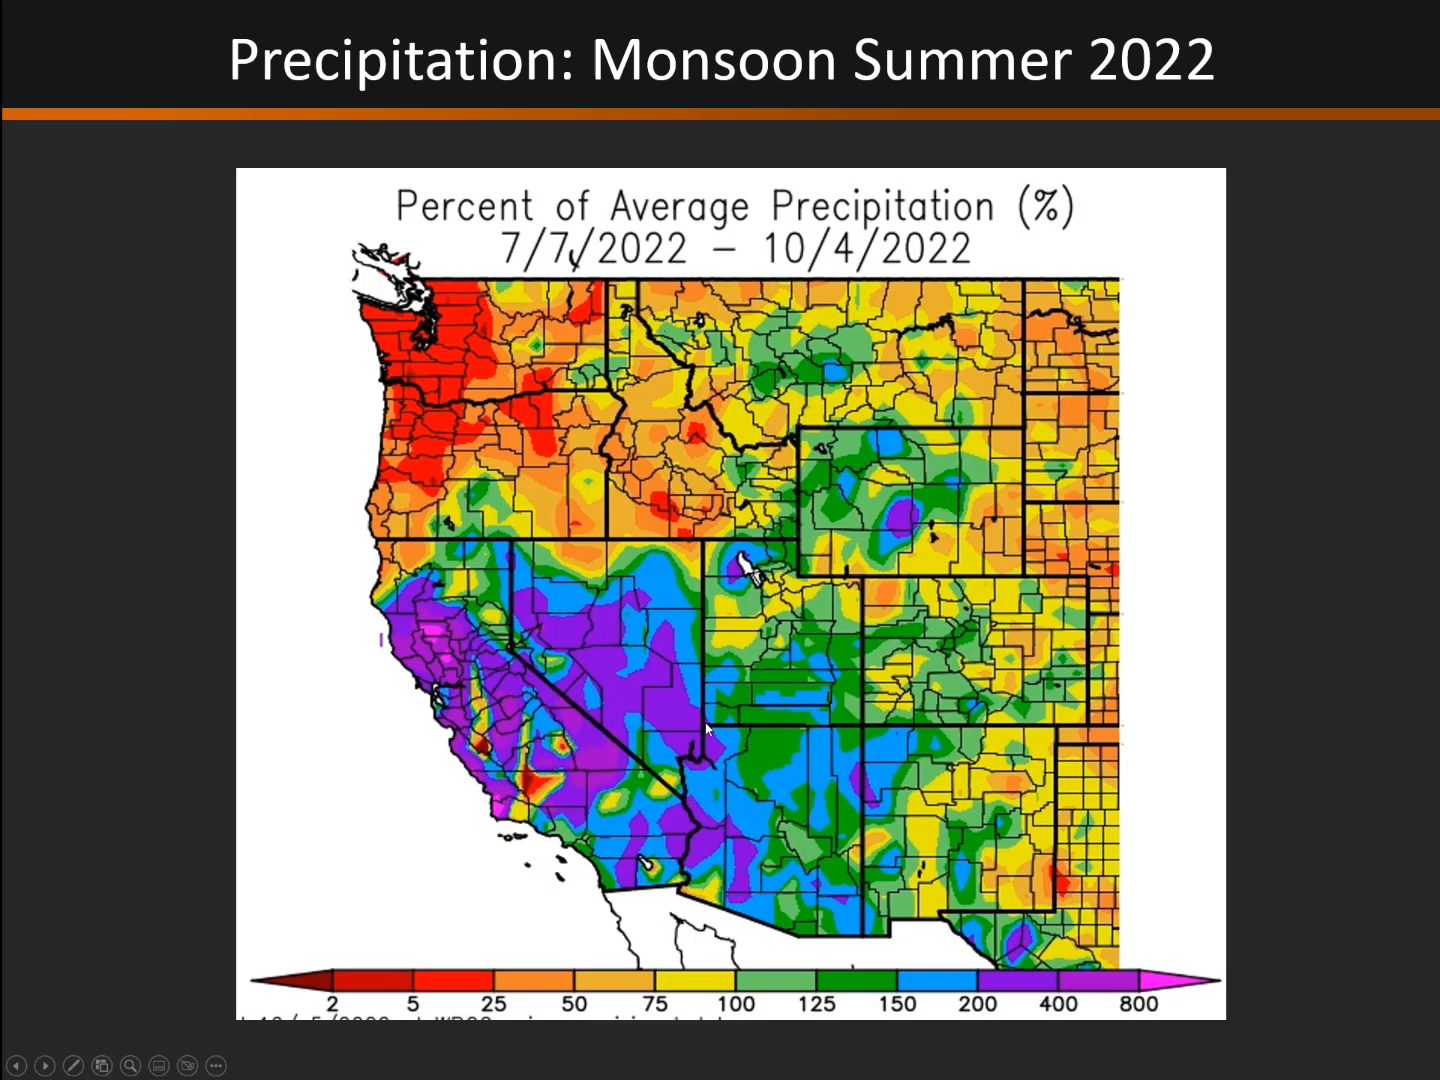 Precipitation: Monsoon Summer 2022
Percent of Average Precipitation (%)
7/7/2022 – 10/4/2022
2 5 25 50 75 100 125 150 200 400 800